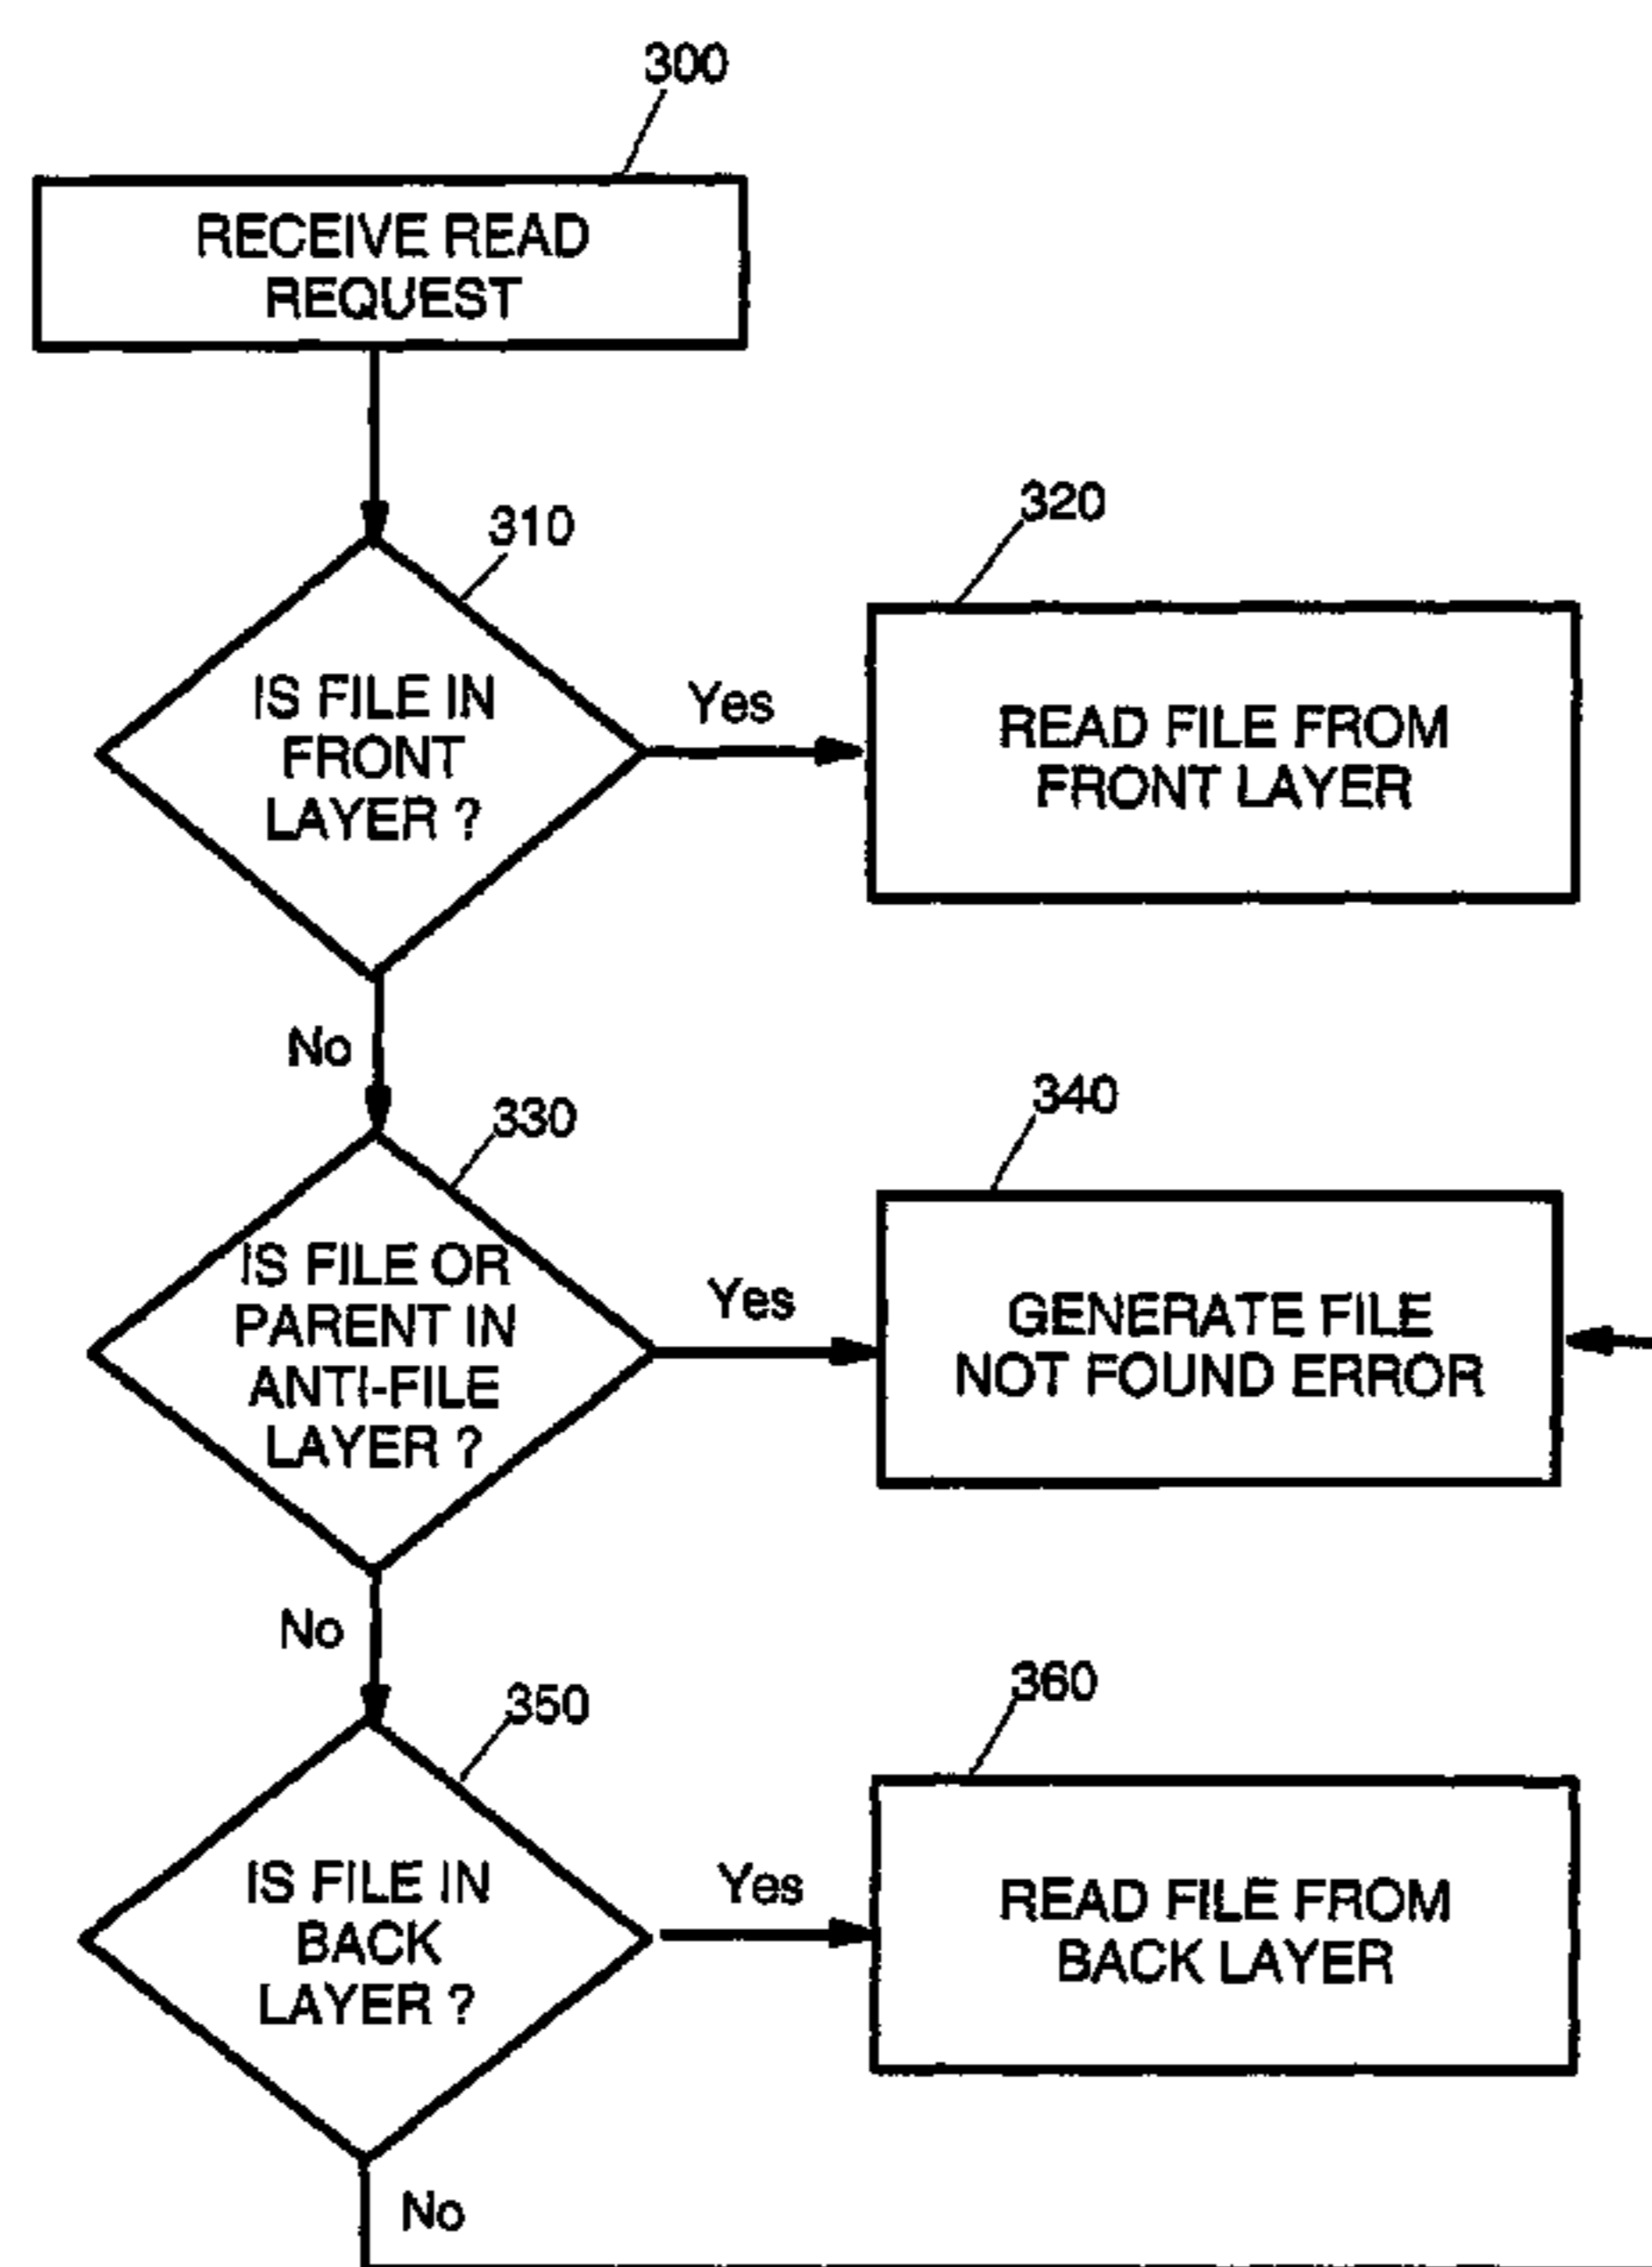 300
RECEIVE READ
REQUEST
310
IS FILE IN
FRONT
LAYER ?
Yes
320
READ FILE FROM
FRONT LAYER
No
330
IS FILE OR
PARENT IN
ANTI-FILE
LAYER ?
Yes
340
GENERATE FILE
NOT FOUND ERROR
No
350
IS FILE IN
BACK
LAYER ?
Yes
360
READ FILE FROM
BACK LAYER
No